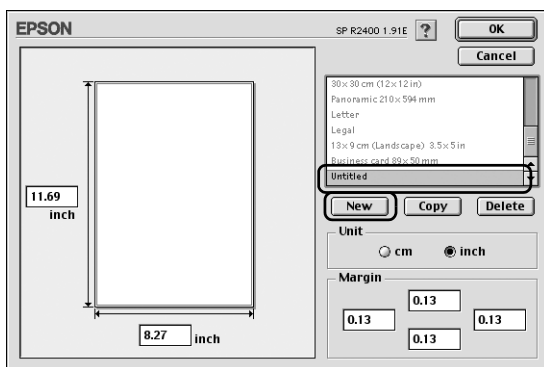 EPSON
SP R2400 1.91E
?
OK
Cancel
30×30 cm (12×12 in)
Panoramic 210×594 mm
Letter
Legal
13×9 cm (Landscape) 3.5×5 in
Business card 89×50 mm
Untitled
New
Copy
Delete
Unit
cm
inch
Margin
0.13
0.13
0.13
0.13
11.69
inch
8.27 inch